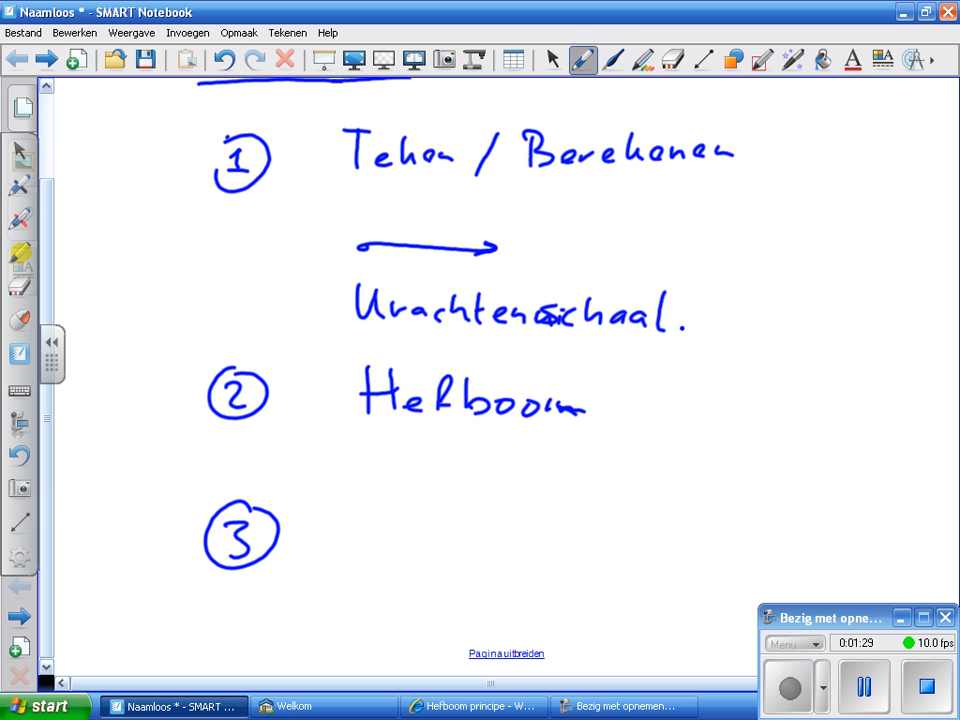 Naamloos * - SMART Notebook
Bestand Bewerken Weergave Invoegen Opmaak Tekenen Help
1 Teken / Berekenen
Krachtenschaal.
2 Hefboom
3
Pagina uitbreiden
Bezig met opne...
Menu 0:01:29 10.0 fps
start Naamloos * - SMART ... Welkom Hefboom principe - W... Bezig met opnemen...